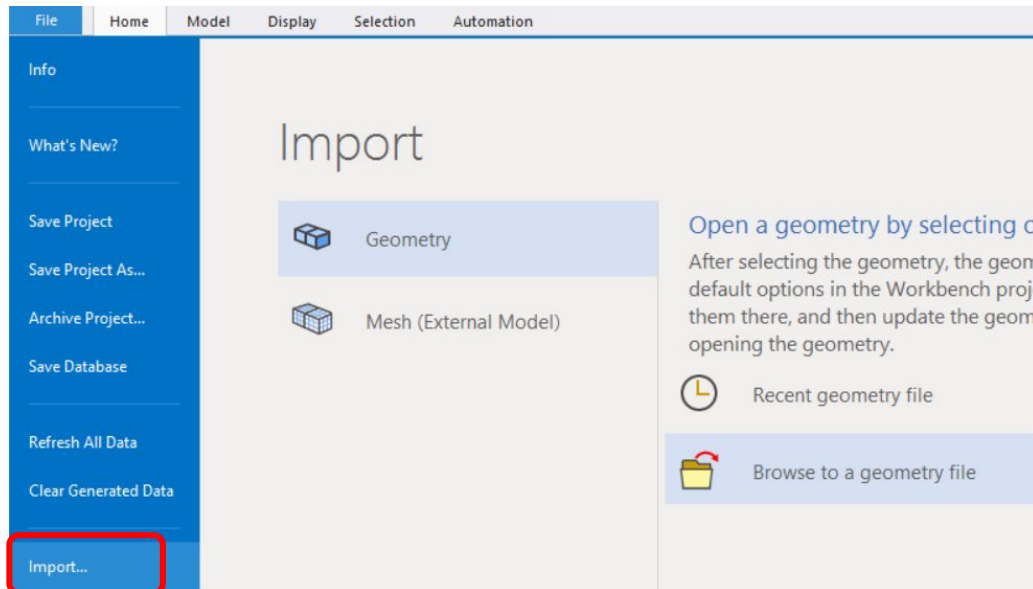 File Home Model Display Selection Automation
Info
What's New?
Save Project
Save Project As...
Archive Project...
Save Database
Refresh All Data
Clear Generated Data
Import...
Import
Geometry
Mesh (External Model)
Open a geometry by selecting
After selecting the geometry, the
default options in the Workbench
them there, and then update the
opening the geometry.
Recent geometry file
Browse to a geometry file